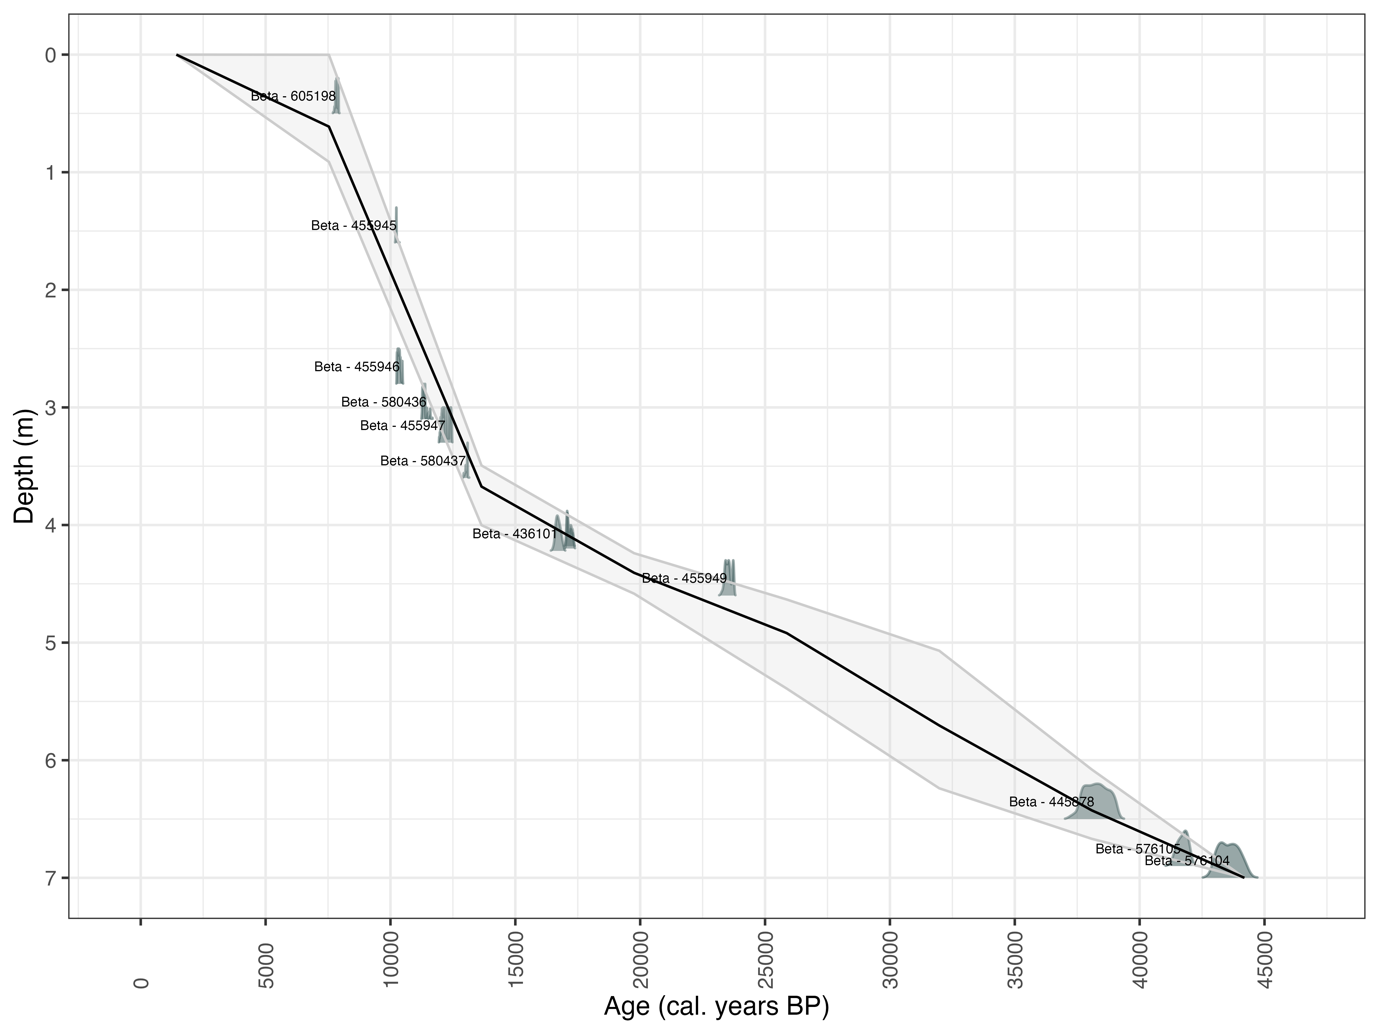 0
Beta - 605198
1
Beta - 455945
2
Beta - 455946
Beta - 580436
3
Beta - 455947
Beta - 580437
Depth (m)
4
Beta - 436101
Beta - 455949
5
6
Beta - 445878
Beta - 576105
Beta - 576104
7
0
5000
10000
15000
20000
25000
30000
35000
40000
45000
Age (cal. years BP)